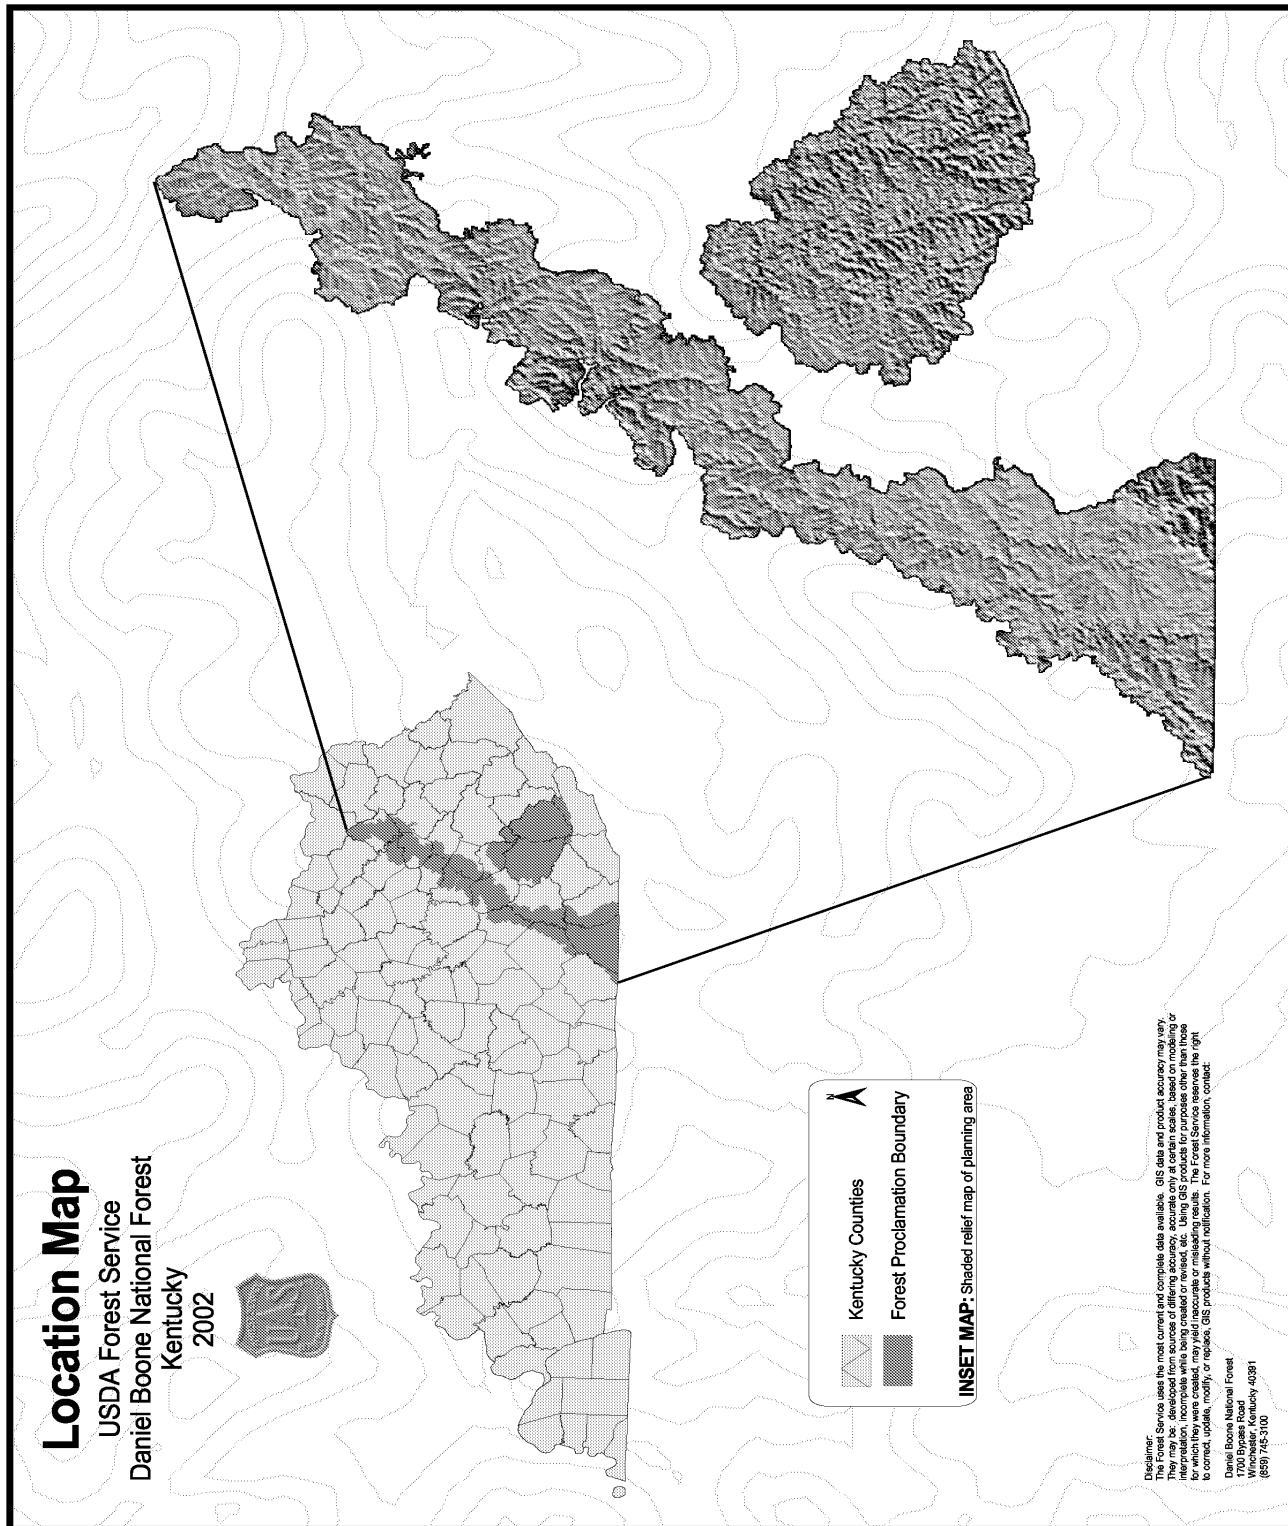 Location Map
USDA Forest Service
Daniel Boone National Forest
Kentucky
2002
N
Kentucky Counties
Forest Proclamation Boundary
INSET MAP: Shaded relief map of planning area
Disclaimer:
The Forest Service uses the most current and complete data available. GIS data and product accuracy may vary.
They may be: developed from sources of differing accuracy, accurate only at certain scales, based on modeling or
interpretation, incomplete while being created or revised, etc. Using GIS products for purposes other than those
for which they were created, may yield inaccurate or misleading results. The Forest Service reserves the right
to correct, update, modify, or replace, GIS products without notification. For more information, contact:
Daniel Boone National Forest
1700 Bypass Road
Winchester, Kentucky 40391
(859) 745-3100